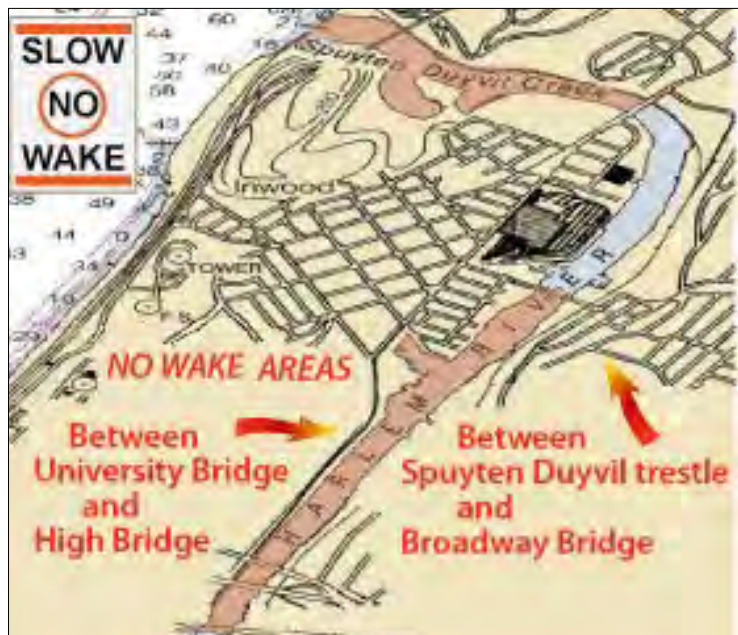 SLOW
NO
WAKE
Spuyten Duyvil Creek
Inwood
TOWER
HARLEM RIVER
NO WAKE AREAS
Between
University Bridge
and
High Bridge
Between
Spuyten Duyvil trestle
and
Broadway Bridge